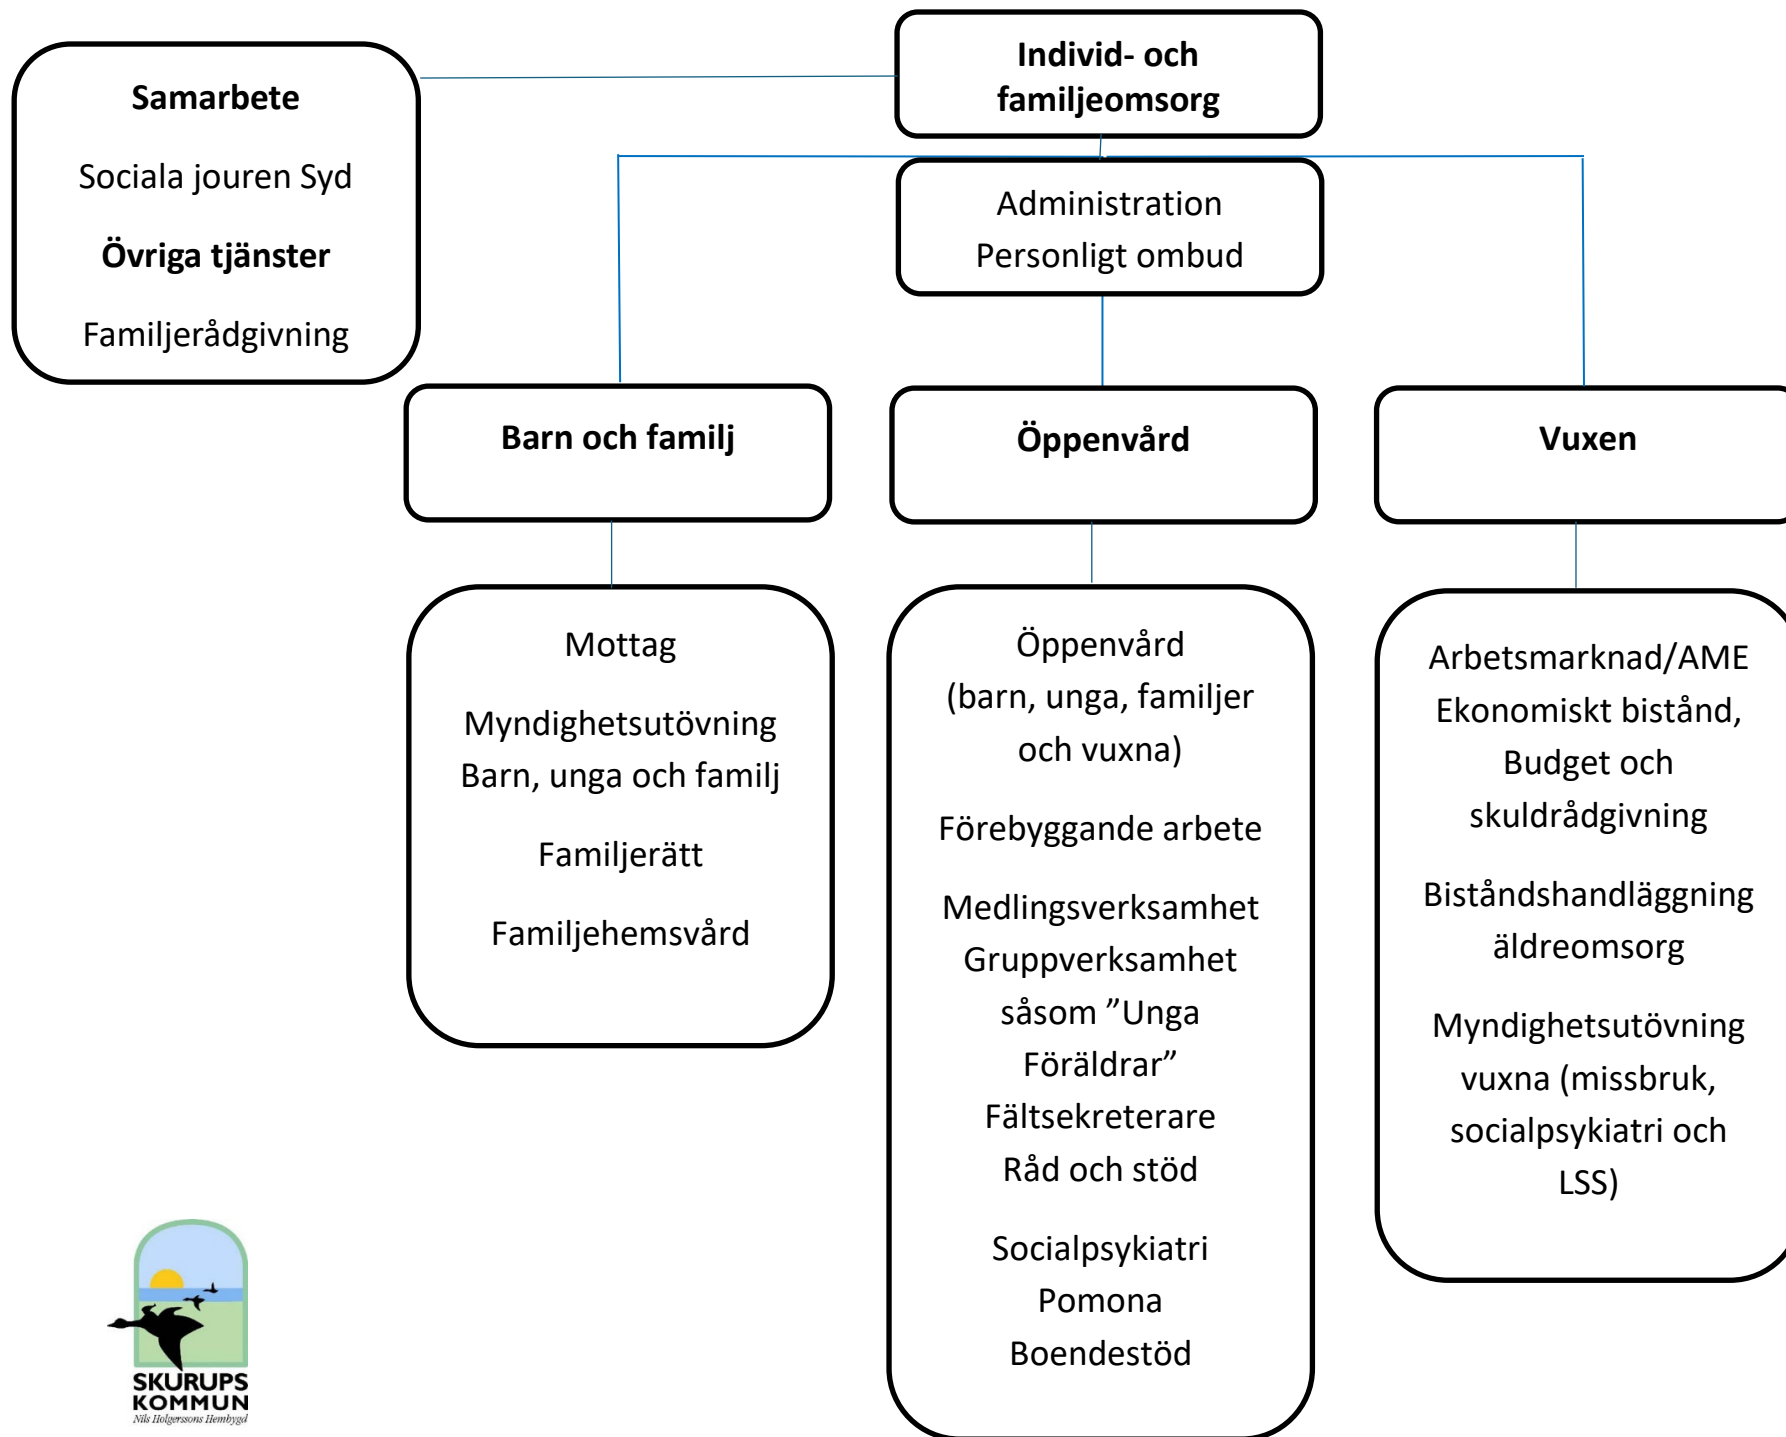 Individ- och
familjeomsorg
Samarbete
Sociala jouren Syd
Övriga tjänster
Familjerådgivning
Administration
Personligt ombud
Barn och familj
Öppenvård
Vuxen
Mottag
Myndighetsutövning
Barn, unga och familj
Familjerätt
Familjehemsvård
Öppenvård
(barn, unga, familjer
och vuxna)
Förebyggande arbete
Medlingsverksamhet
Gruppverksamhet
såsom ”Unga
Föräldrar”
Fältsekreterare
Råd och stöd
Socialpsykiatri
Pomona
Boendestöd
Arbetsmarknad/AME
Ekonomiskt bistånd,
Budget och
skuldrådgivning
Biståndshandläggning
äldreomsorg
Myndighetsutövning
vuxna (missbruk,
socialpsykiatri och
LSS)
SKURUPS
KOMMUN
Nils Holgerssons Hembygd